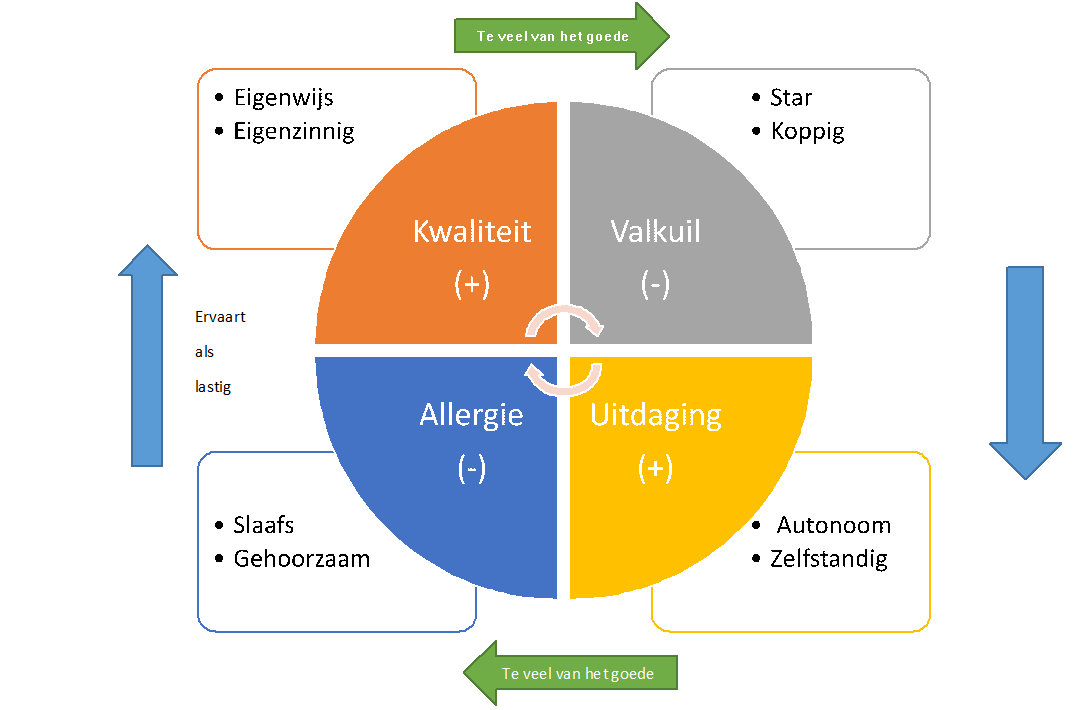 Te veel van het goede
• Eigenwijs
• Eigenzinnig
• Star
• Koppig
Kwaliteit
(+)
Valkuil
(-)
Ervaart
als
lastig
Allergie
(-)
Uitdaging
(+)
• Slaafs
• Gehoorzaam
• Autonoom
• Zelfstandig
Te veel van het goede